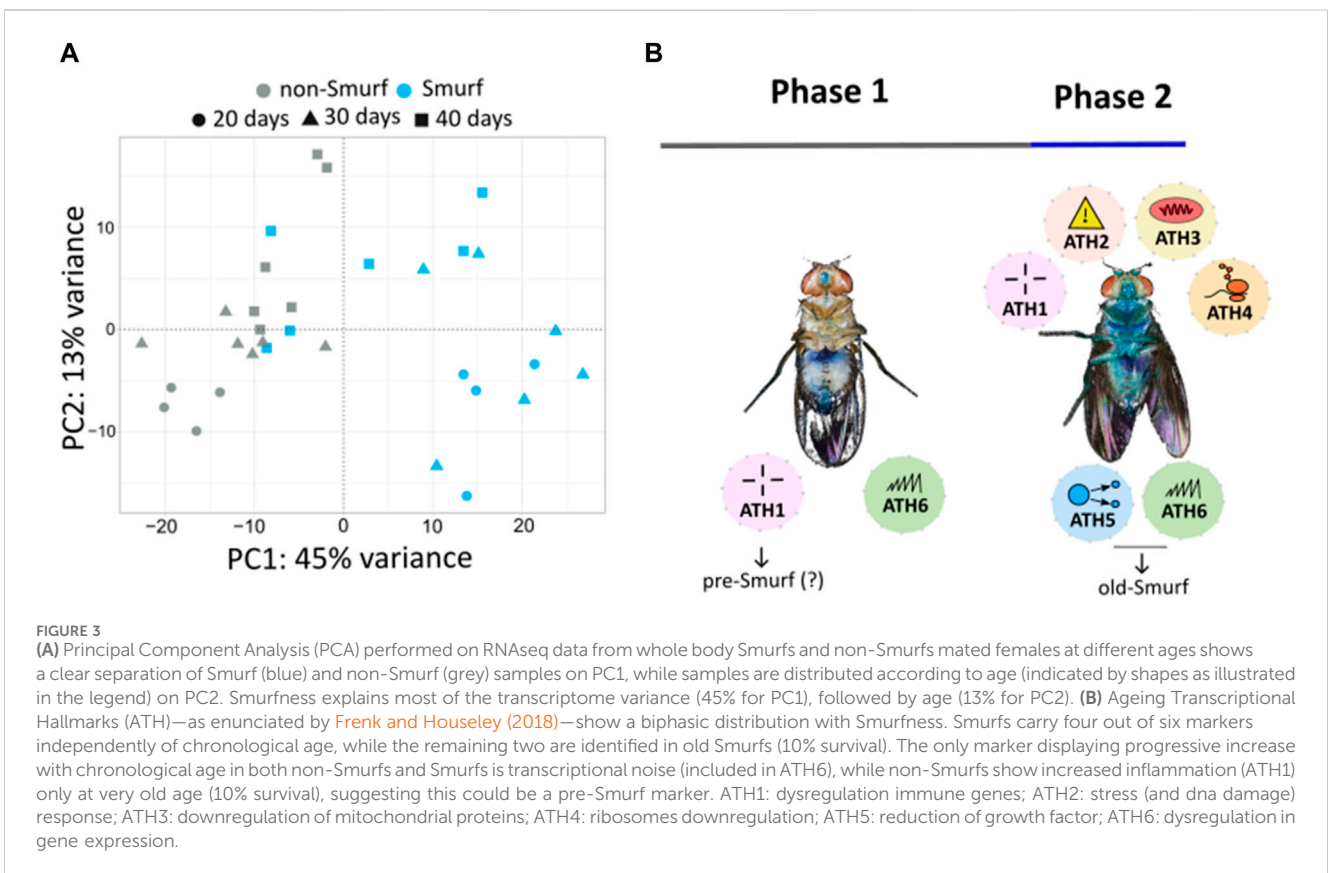 A
non-Smurf Smurf
20 days 30 days 40 days
PC2: 13% variance
10
0
−10
−20 −10 0 10 20
PC1: 45% variance
B
Phase 1 Phase 2
ATH2 ATH3
ATH1 ATH4
ATH1 ATH6
pre-Smurf (?)
ATH5 ATH6
old-Smurf
FIGURE 3
(A) Principal Component Analysis (PCA) performed on RNAseq data from whole body Smurfs and non-Smurfs mated females at different ages shows
a clear separation of Smurf (blue) and non-Smurf (grey) samples on PC1, while samples are distributed according to age (indicated by shapes as illustrated
in the legend) on PC2. Smurfness explains most of the transcriptome variance (45% for PC1), followed by age (13% for PC2). (B) Ageing Transcriptional
Hallmarks (ATH)—as enunciated by Frenk and Houseley (2018)—show a biphasic distribution with Smurfness. Smurfs carry four out of six markers
independently of chronological age, while the remaining two are identified in old Smurfs (10% survival). The only marker displaying progressive increase
with chronological age in both non-Smurfs and Smurfs is transcriptional noise (included in ATH6), while non-Smurfs show increased inflammation (ATH1)
only at very old age (10% survival), suggesting this could be a pre-Smurf marker. ATH1: dysregulation immune genes; ATH2: stress (and dna damage)
response; ATH3: downregulation of mitochondrial proteins; ATH4: ribosomes downregulation; ATH5: reduction of growth factor; ATH6: dysregulation in
gene expression.